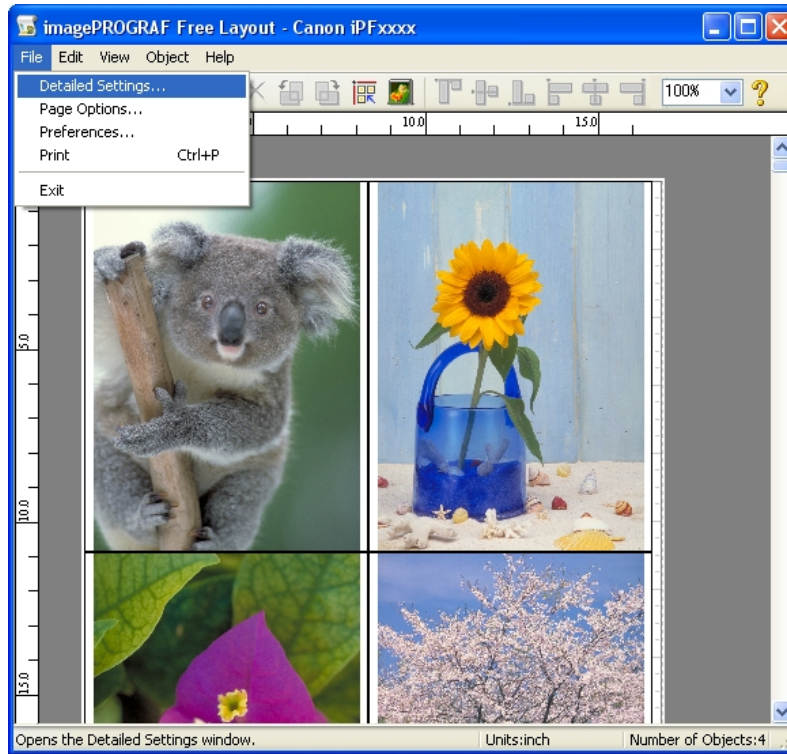 imagePROGRAF Free Layout - Canon iPFxxxx
File Edit View Object Help
Detailed Settings...
Page Options...
Preferences...
Print Ctrl+P
Exit
100%
10.0 15.0
5.0
10.0
15.0
Opens the Detailed Settings window. Units:inch Number of Objects:4